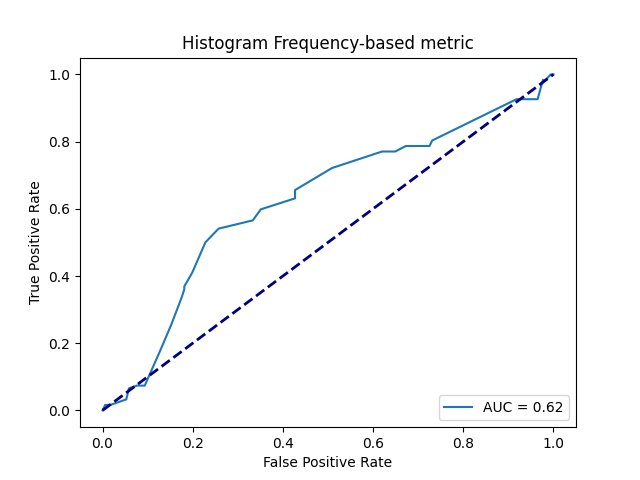 Histogram Frequency-based metric
1.0
0.8
0.6
0.4
0.2
0.0
True Positive Rate
AUC = 0.62
0.0 0.2 0.4 0.6 0.8 1.0
False Positive Rate